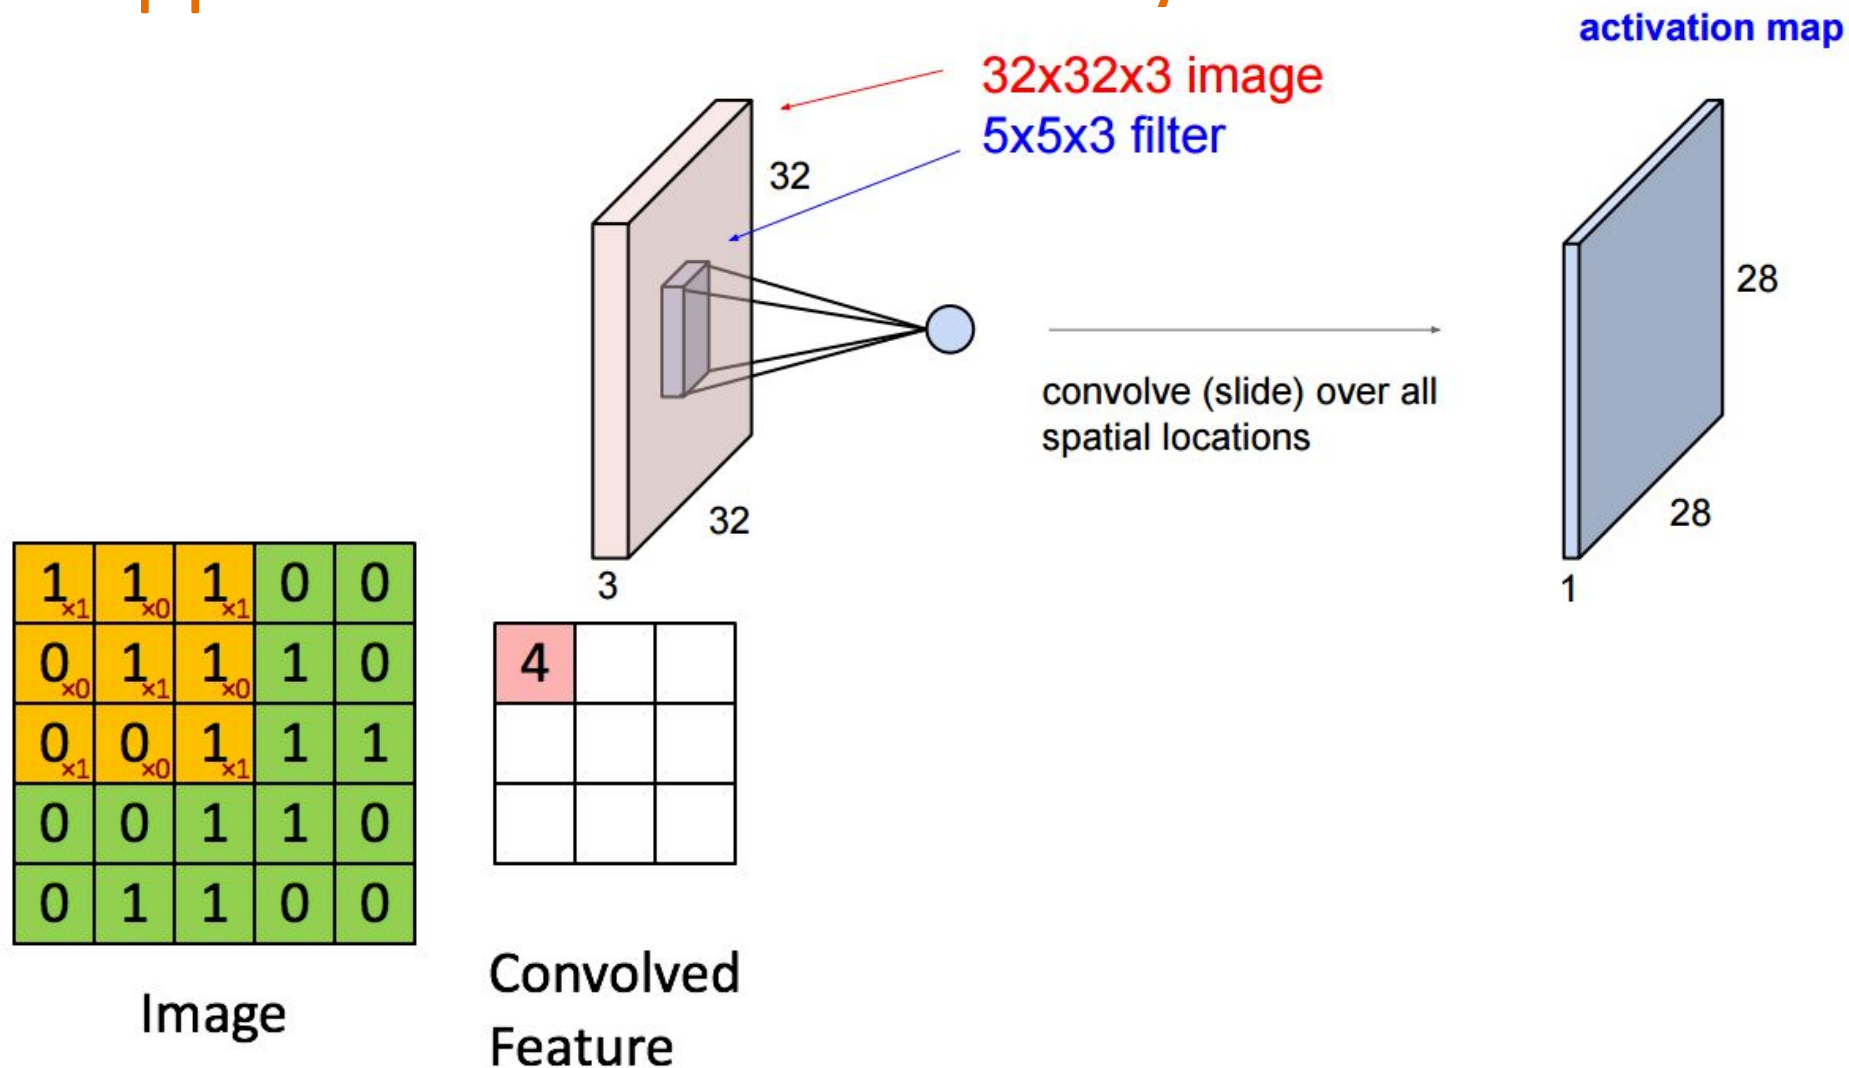 activation map
32x32x3 image
5x5x3 filter
32
28
convolve (slide) over all
spatial locations
32
28
3
1
1×1 1×0 1×1 0 0
0×0 1×1 1×0 1 0
0×1 0×0 1×1 1 1
0 0 1 1 0
0 1 1 0 0
4
Image
Convolved
Feature